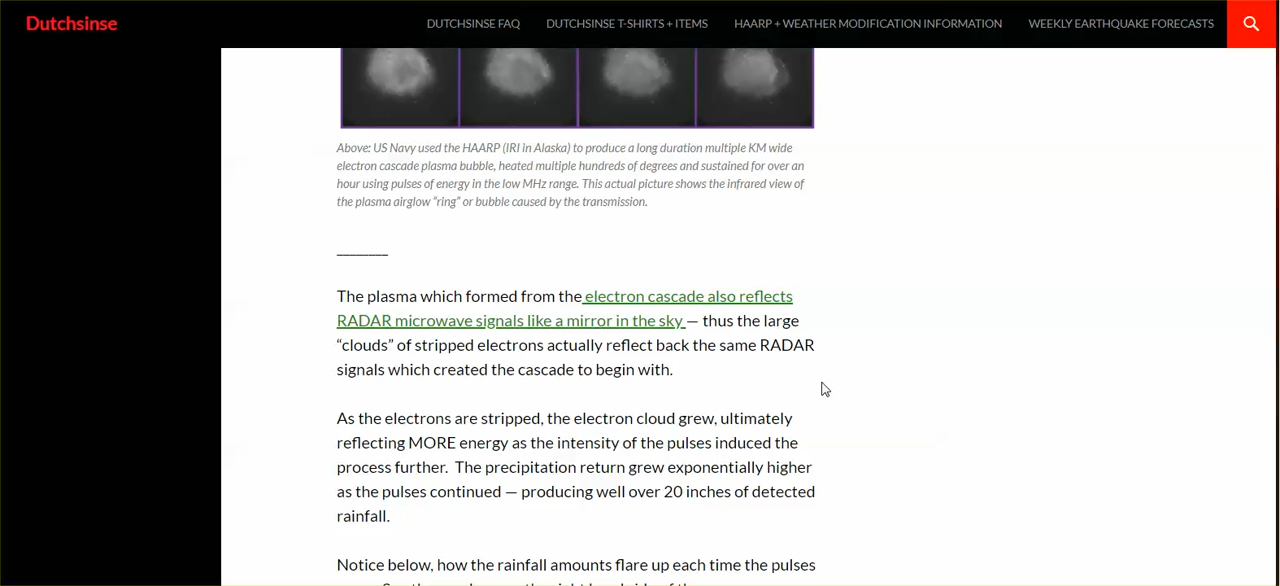 Dutchsinse
DUTCHSINSE FAQ
DUTCHSINSE T-SHIRTS + ITEMS
HAARP + WEATHER MODIFICATION INFORMATION
WEEKLY EARTHQUAKE FORECASTS
Above: US Navy used the HAARP (IRI in Alaska) to produce a long duration multiple KM wide
electron cascade plasma bubble, heated multiple hundreds of degrees and sustained for over an
hour using pulses of energy in the low MHz range. This actual picture shows the infrared view of
the plasma airglow “ring” or bubble caused by the transmission.
________
The plasma which formed from the electron cascade also reflects
RADAR microwave signals like a mirror in the sky — thus the large
“clouds” of stripped electrons actually reflect back the same RADAR
signals which created the cascade to begin with.
As the electrons are stripped, the electron cloud grew, ultimately
reflecting MORE energy as the intensity of the pulses induced the
process further.  The precipitation return grew exponentially higher
as the pulses continued — producing well over 20 inches of detected
rainfall.
Notice below, how the rainfall amounts flare up each time the pulses